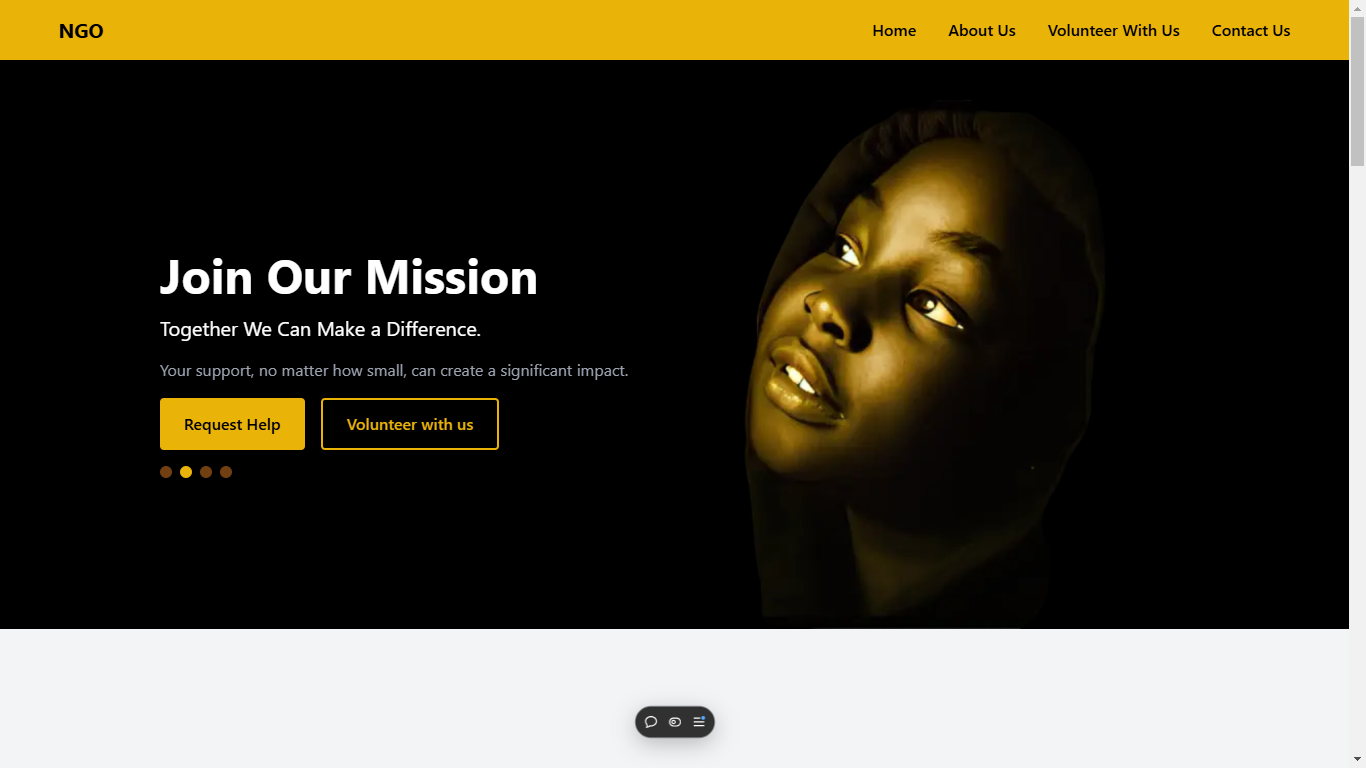 NGO
Home About Us Volunteer With Us Contact Us
Join Our Mission
Together We Can Make a Difference.
Your support, no matter how small, can create a significant impact.
Request Help Volunteer with us